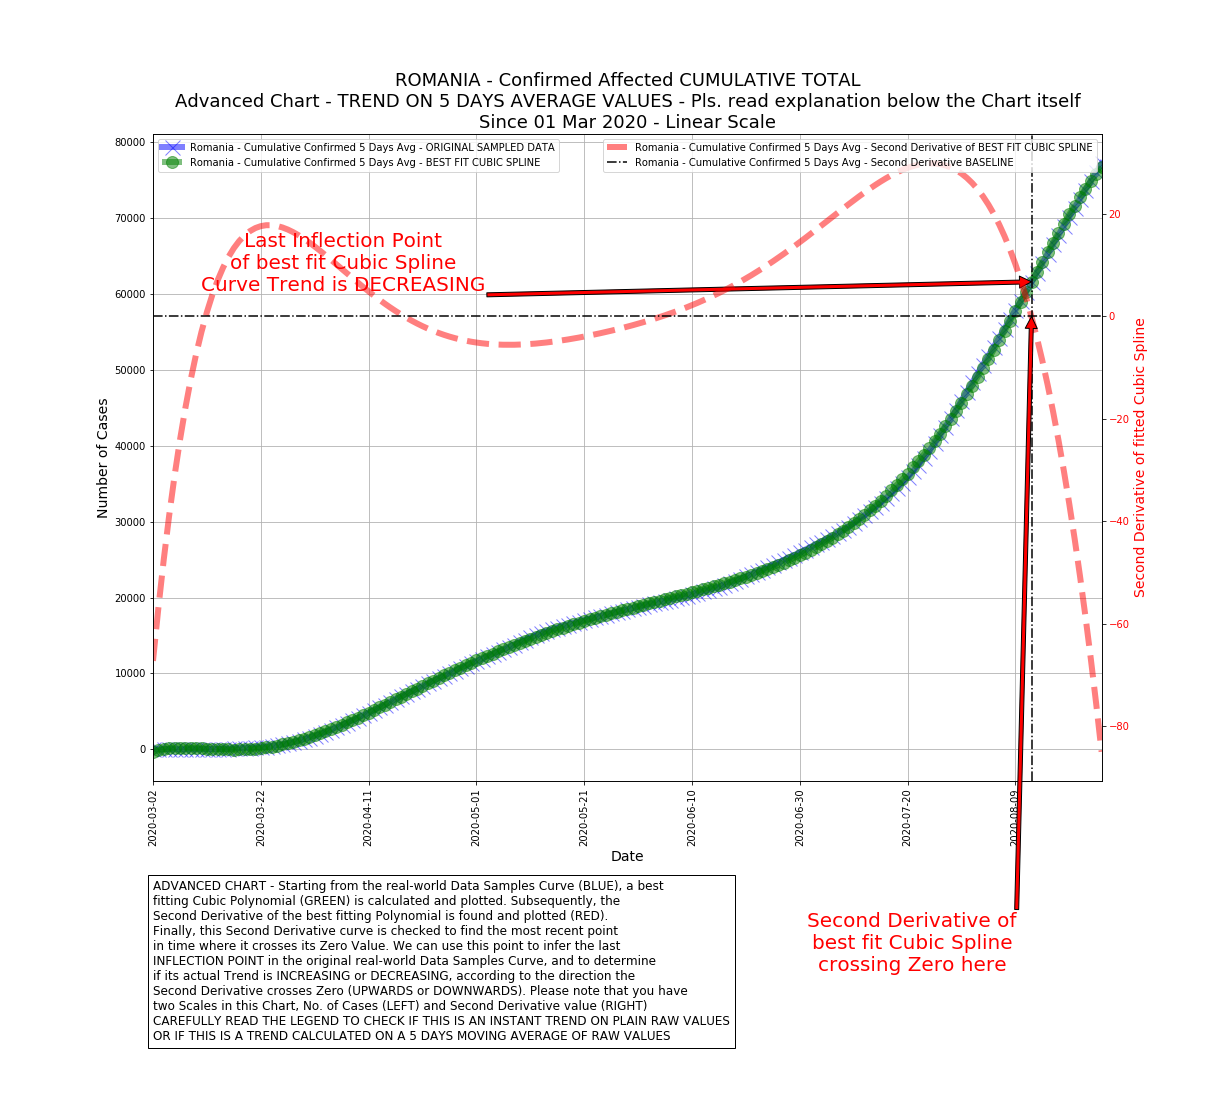 ROMANIA - Confirmed Affected CUMULATIVE TOTAL
Advanced Chart - TREND ON 5 DAYS AVERAGE VALUES - Pls. read explanation below the Chart itself
Since 01 Mar 2020 - Linear Scale
Romania - Cumulative Confirmed 5 Days Avg - ORIGINAL SAMPLED DATA
Romania - Cumulative Confirmed 5 Days Avg - BEST FIT CUBIC SPLINE
Romania - Cumulative Confirmed 5 Days Avg - Second Derivative of BEST FIT CUBIC SPLINE
Romania - Cumulative Confirmed 5 Days Avg - Second Derivative BASELINE
Last Inflection Point
of best fit Cubic Spline
Curve Trend is DECREASING
Number of Cases
80000
70000
60000
50000
40000
30000
20000
10000
0
20
0
−20
−40
−60
−80
Second Derivative of fitted Cubic Spline
2020-03-02
2020-03-22
2020-04-11
2020-05-01
2020-05-21
2020-06-10
2020-06-30
2020-07-20
2020-08-09
Date
Second Derivative of
best fit Cubic Spline
crossing Zero here
ADVANCED CHART - Starting from the real-world Data Samples Curve (BLUE), a best
fitting Cubic Polynomial (GREEN) is calculated and plotted. Subsequently, the
Second Derivative of the best fitting Polynomial is found and plotted (RED).
Finally, this Second Derivative curve is checked to find the most recent point
in time where it crosses its Zero Value. We can use this point to infer the last
INFLECTION POINT in the original real-world Data Samples Curve, and to determine
if its actual Trend is INCREASING or DECREASING, according to the direction the
Second Derivative crosses Zero (UPWARDS or DOWNWARDS). Please note that you have
two Scales in this Chart, No. of Cases (LEFT) and Second Derivative value (RIGHT)
CAREFULLY READ THE LEGEND TO CHECK IF THIS IS AN INSTANT TREND ON PLAIN RAW VALUES
OR IF THIS IS A TREND CALCULATED ON A 5 DAYS MOVING AVERAGE OF RAW VALUES